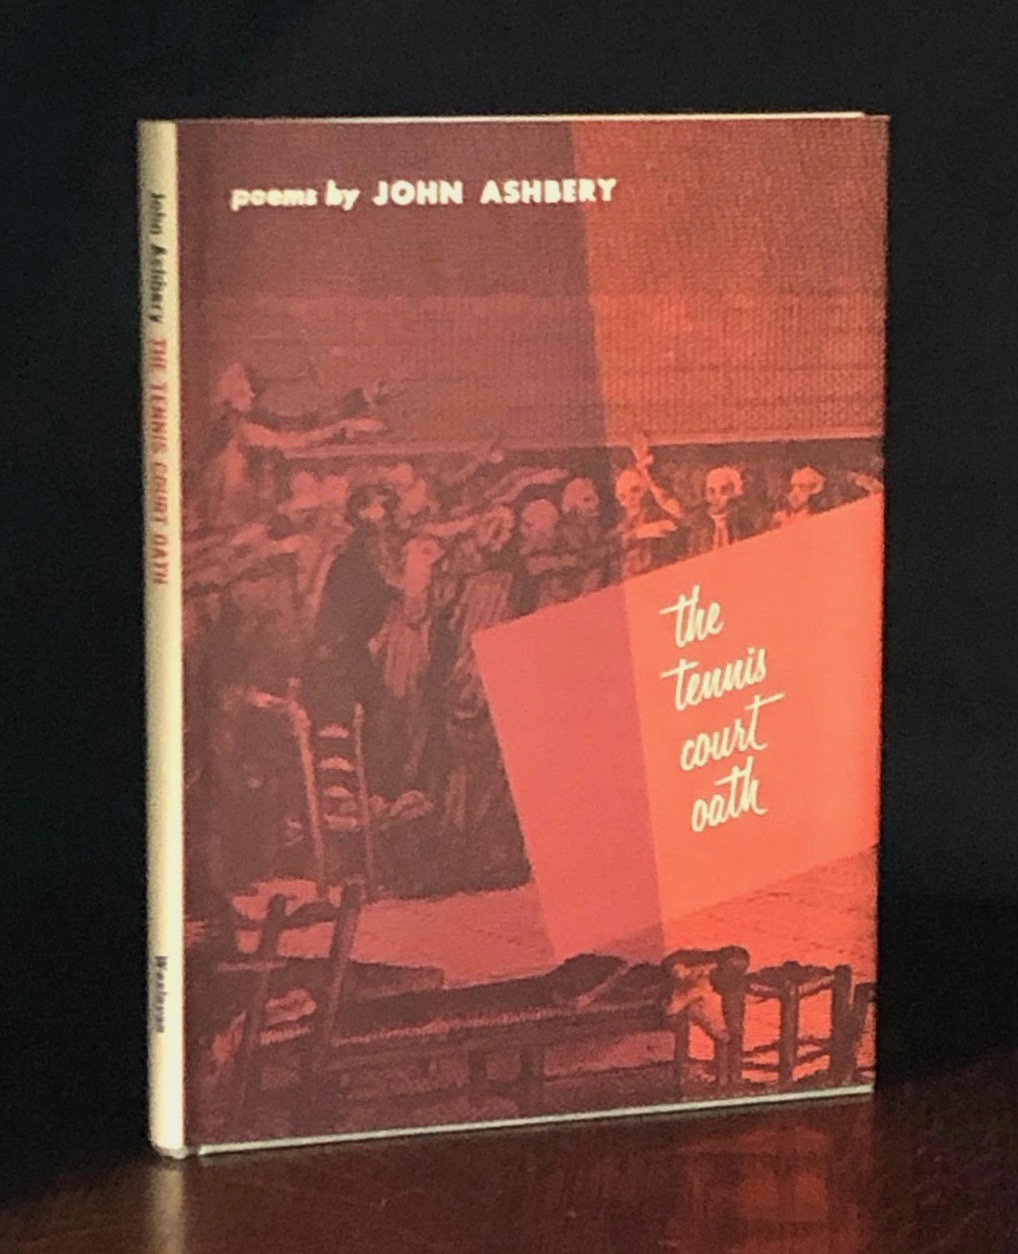 poems by JOHN ASHBERY
the
tennis
court
oath
John Ashbery THE TENNIS COURT OATH
Wesleyan